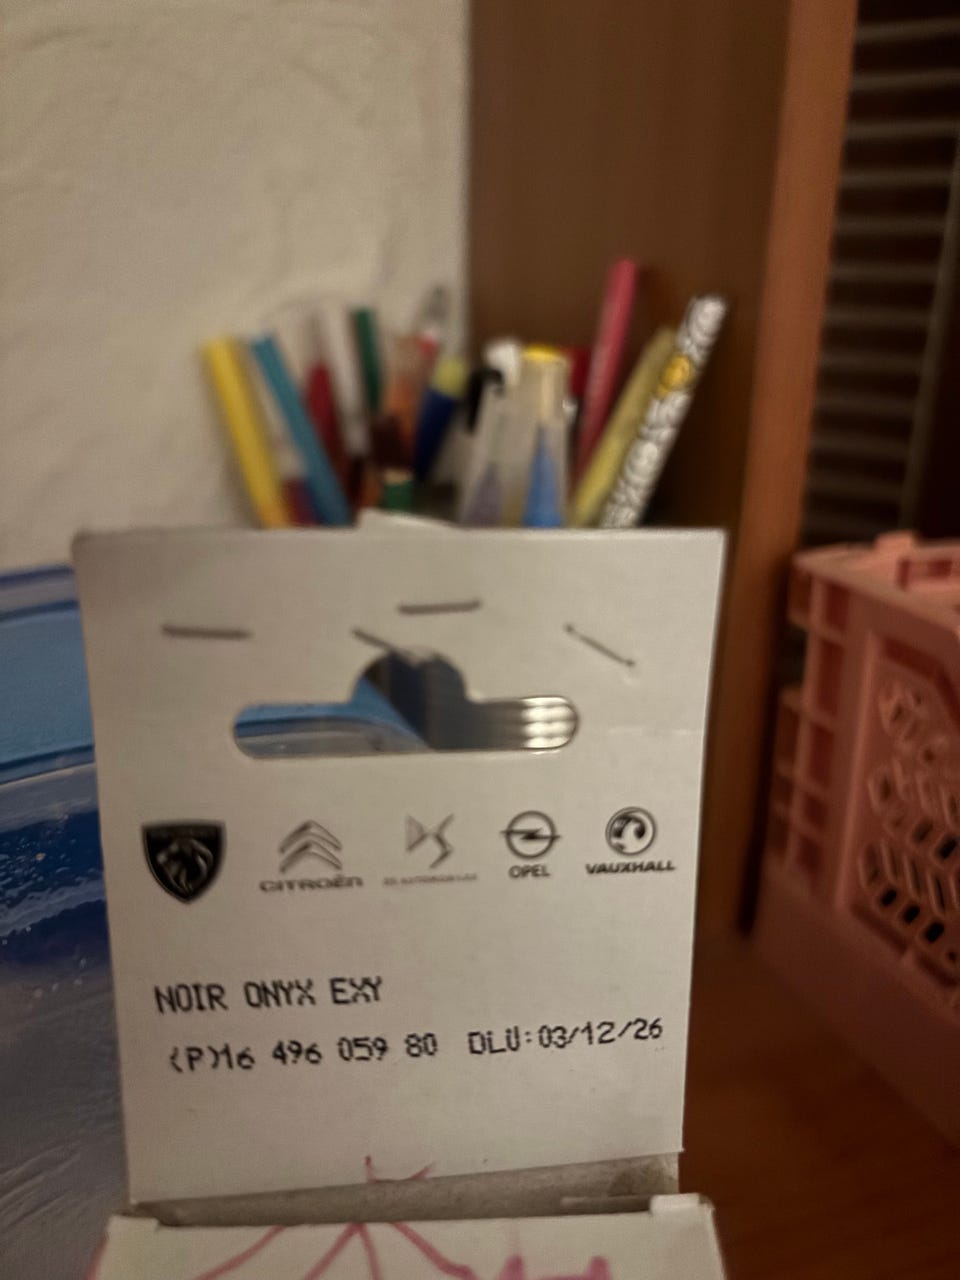 CITROËN
OPEL
VAUXHALL
NOIR ONYX EXY
(P)16 496 059 80 DLU:03/12/26